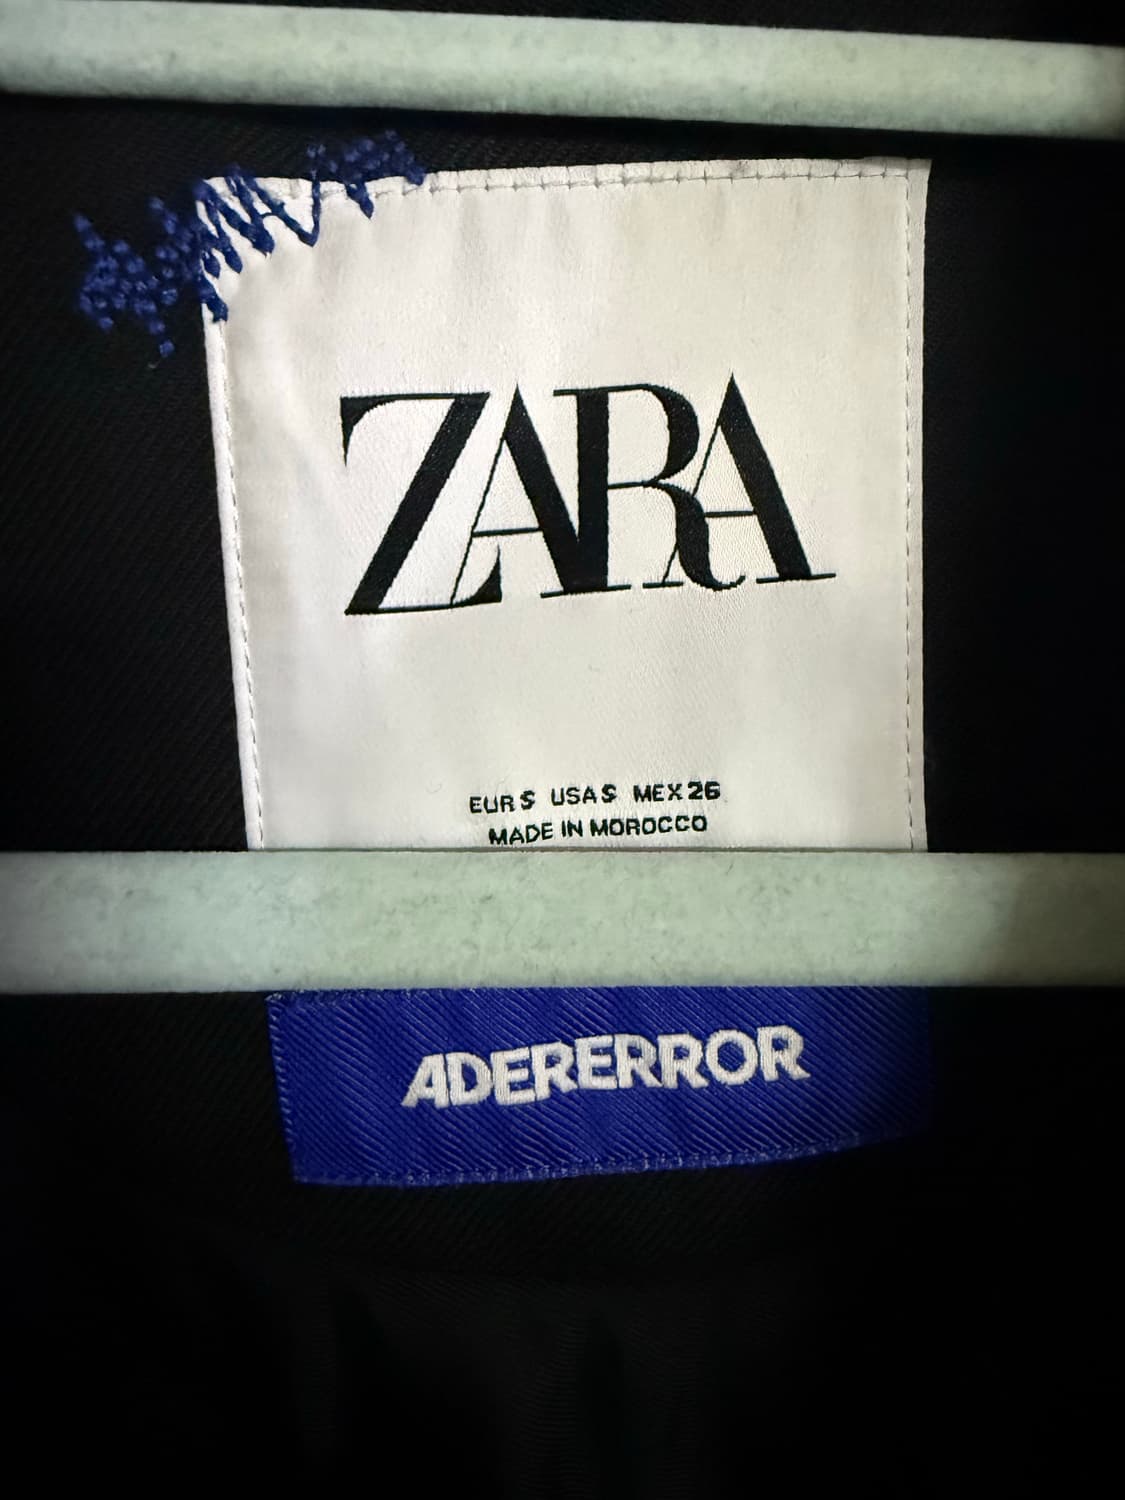 ZARA
EUR S USA S MEX 26
MADE IN MOROCCO
ADERERROR